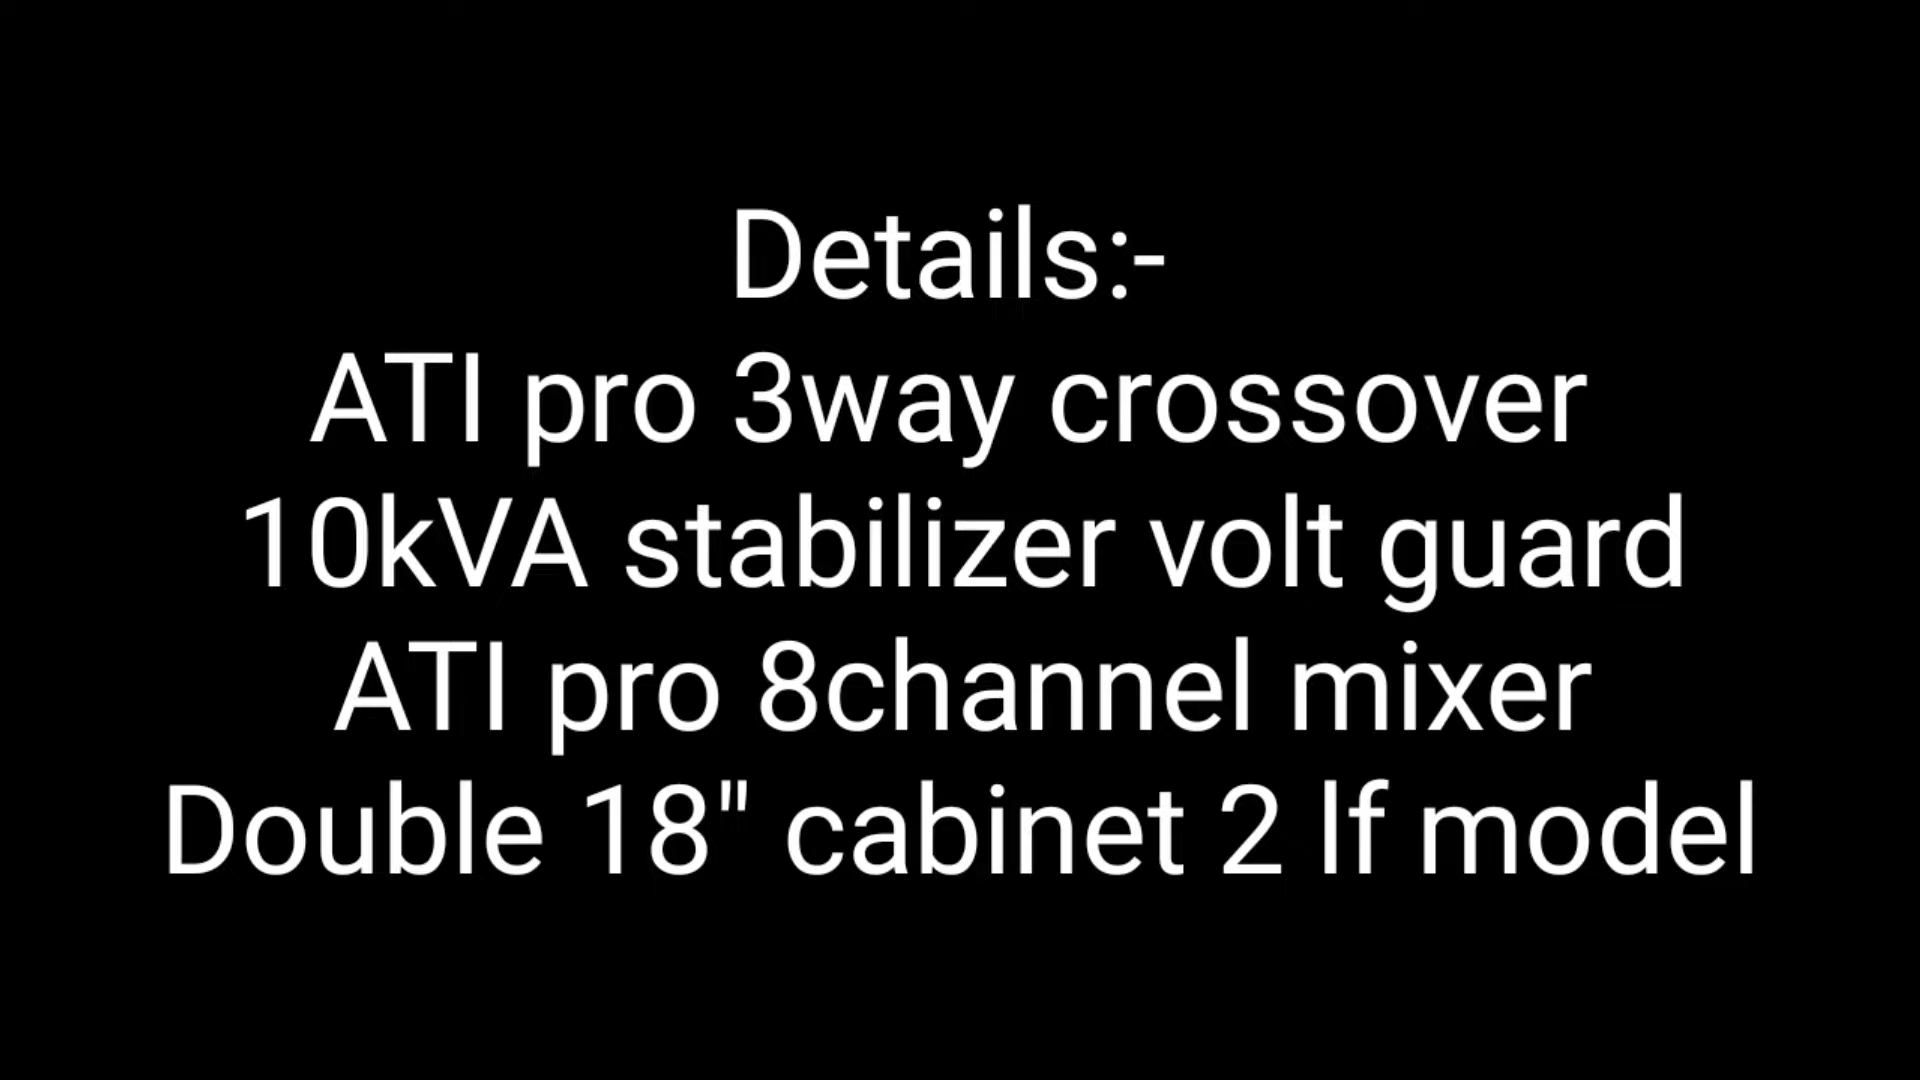 Details:-
ATI pro 3way crossover
10kVA stabilizer volt guard
ATI pro 8channel mixer
Double 18" cabinet 2 lf model